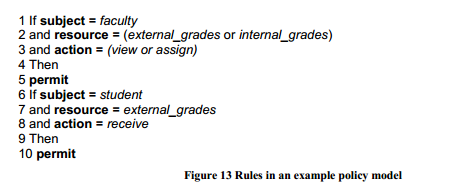 1 If subject = faculty
2 and resource = (external_grades or internal_grades)
3 and action = (view or assign)
4 Then
5 permit
6 If subject = student
7 and resource = external_grades
8 and action = receive
9 Then
10 permit
Figure 13 Rules in an example policy model